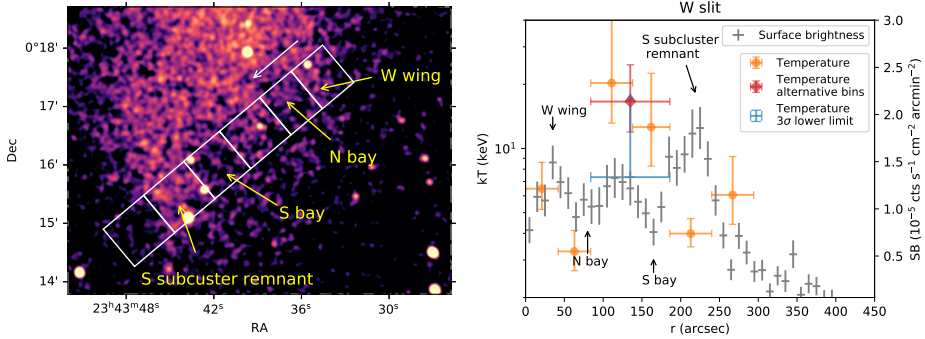 0°18'
17'
16'
15'
14'
Dec
W wing
N bay
S bay
S subcuster remnant
23ʰ43ᵐ48ˢ
42ˢ
36ˢ
30ˢ
RA
W slit
kT (keV)
10¹
W wing
S subcluster
remnant
N bay
S bay
Surface brightness
Temperature
Temperature
alternative bins
Temperature
3σ lower limit
0 50 100 150 200 250 300 350 400 450
r (arcsec)
3.0
2.5
2.0
1.5
1.0
0.5
SB (10⁻⁵ cts s⁻¹ cm⁻² arcmin⁻²)